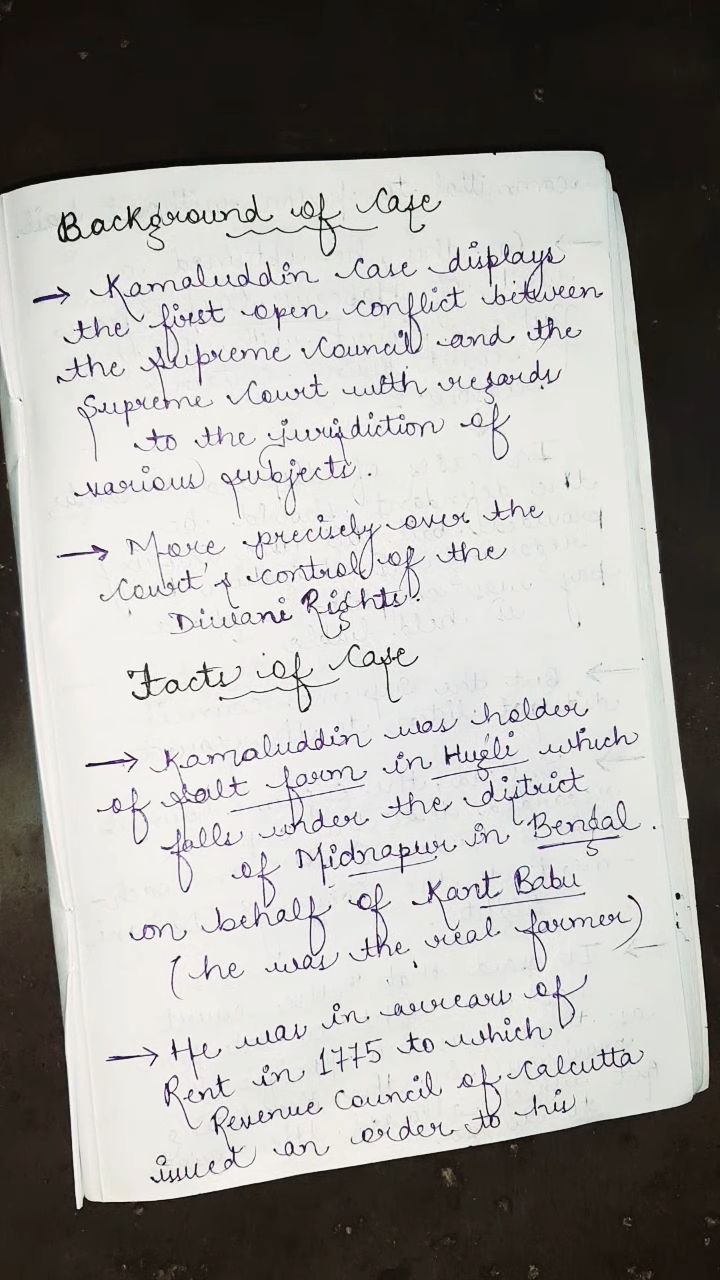 Background of Case
→ Kamaluddin Case displays
the first open conflict between
the Supreme Council and the
Supreme Court with regards
to the jurisdiction of
various subjects.
→ More precisely over the
Court's control of the
Diwani Rights.
Facts of Case
→ Kamaluddin was holder
of salt farm in Hugli which
falls under the district
of Midnapur in Bengal.
on behalf of Kant Babu
(he was the real farmer)
→ He was in arrears of
Rent in 1775 to which
Revenue Council of Calcutta
issued an order to his